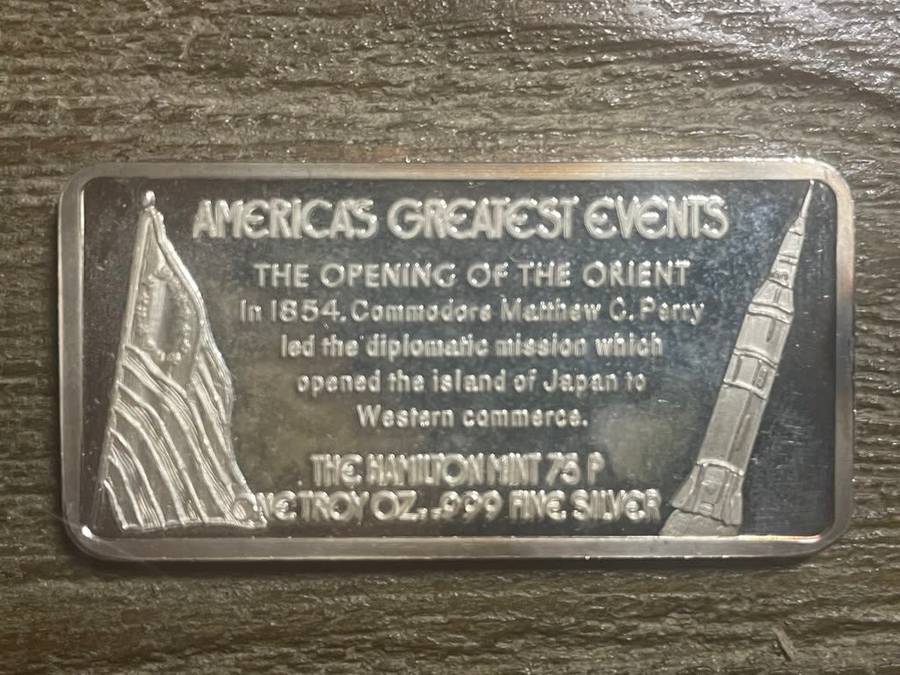 AMERICA'S GREATEST EVENTS
THE OPENING OF THE ORIENT
In 1854, Commodore Matthew C. Perry
led the diplomatic mission which
opened the island of Japan to
Western commerce.
THE HAMILTON MINT 75 P
ONE TROY OZ. .999 FINE SILVER